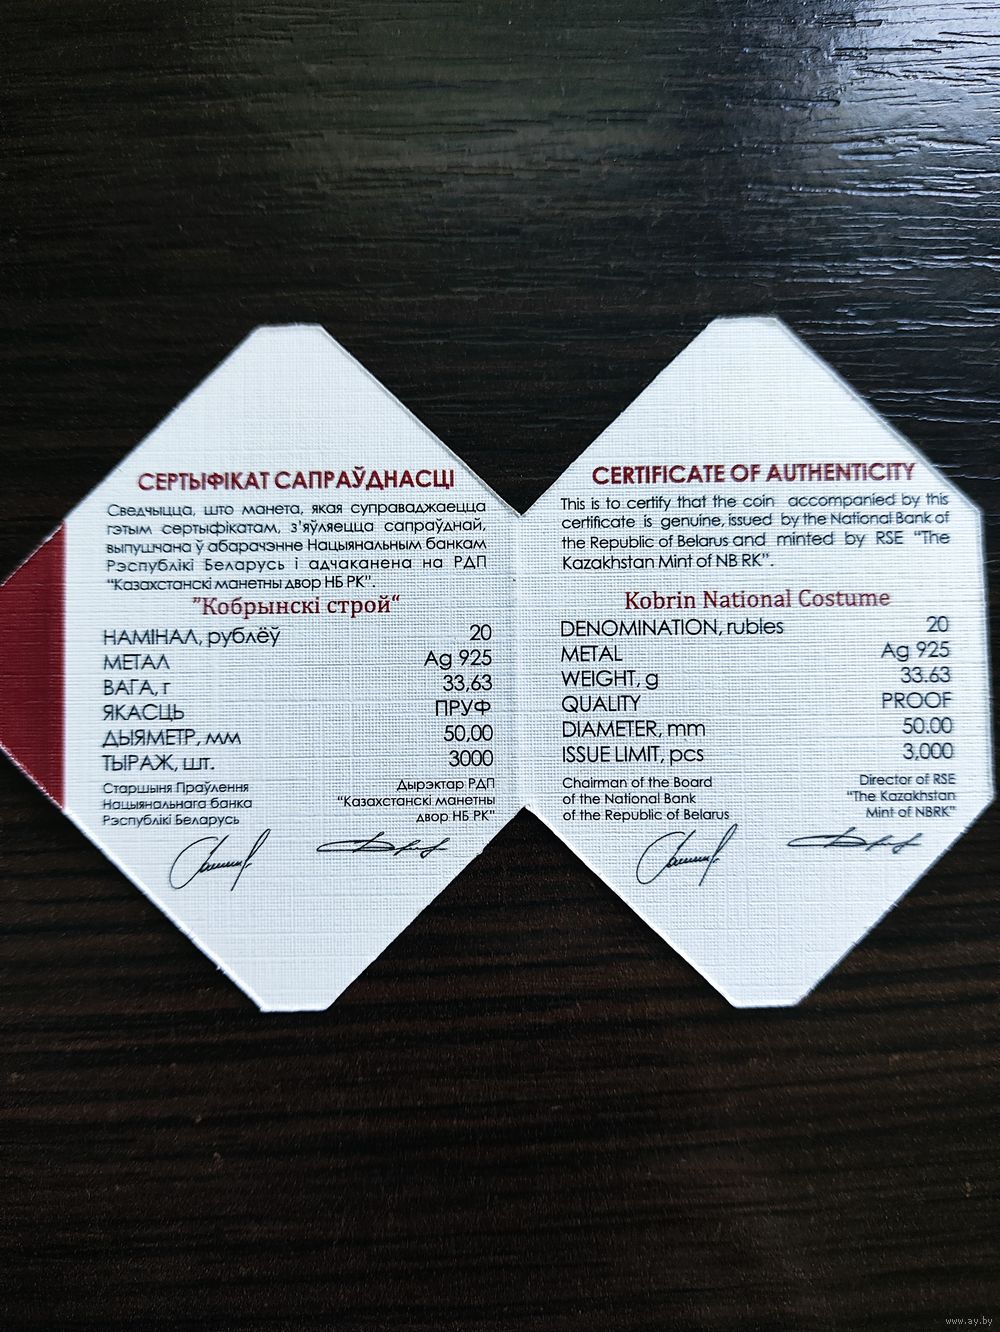 СЕРТЫФІКАТ САПРАЎДНАСЦІ
Сведчыцца, што манета, якая суправаджаецца
гэтым сертыфікатам, з'яўляецца сапраўднай,
выпушчана ў абарачэнне Нацыянальным банкам
Рэспублікі Беларусь і адчаканена на РДП
"Казахстанскі манетны двор НБ РК".
"Кобрынскі строй"
НАМІНАЛ, рублёў 20
МЕТАЛ Ag 925
ВАГА, г 33,63
ЯКАСЦЬ ПРУФ
ДЫЯМЕТР, мм 50,00
ТЫРАЖ, шт. 3000
Старшыня Праўлення
Нацыянальнага банка
Рэспублікі Беларусь
Дырэктар РДП
"Казахстанскі манетны
двор НБ РК"
CERTIFICATE OF AUTHENTICITY
This is to certify that the coin accompanied by this
certificate is genuine, issued by the National Bank of
the Republic of Belarus and minted by RSE "The
Kazakhstan Mint of NB RK".
Kobrin National Costume
DENOMINATION, rubles 20
METAL Ag 925
WEIGHT, g 33.63
QUALITY PROOF
DIAMETER, mm 50.00
ISSUE LIMIT, pcs 3,000
Chairman of the Board
of the National Bank
of the Republic of Belarus
Director of RSE
"The Kazakhstan
Mint of NBRK"
www.ay.by